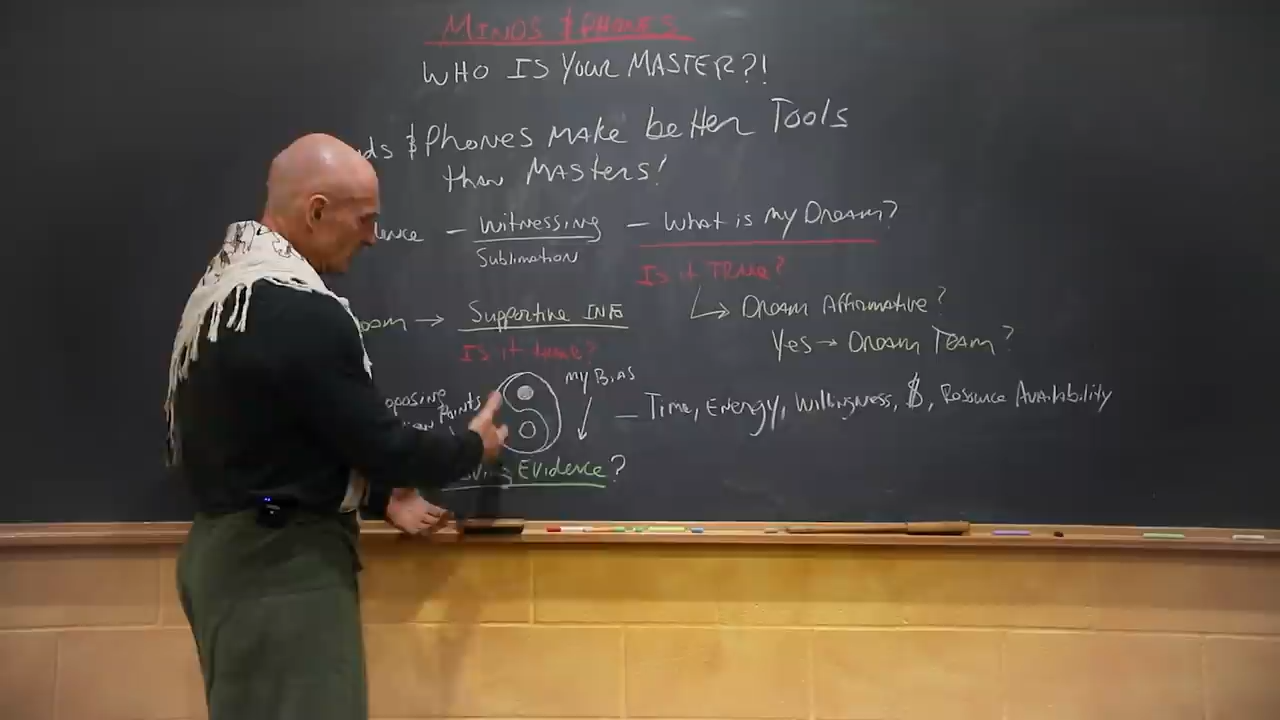 MINDS & PHONES
WHO IS YOUR MASTER?!
ds & Phones MAKE better Tools
than Masters!
ence – Witnessing – What is my Dream?
Sublimation
Is it TRUE?
→ Dream Affirmative?
Yes → Dream Team?
→ Supportive INFO
Is it true?
my BIAS
pposing
Points
– Time, Energy, Willingness, $, Resource Availability
Evidence?